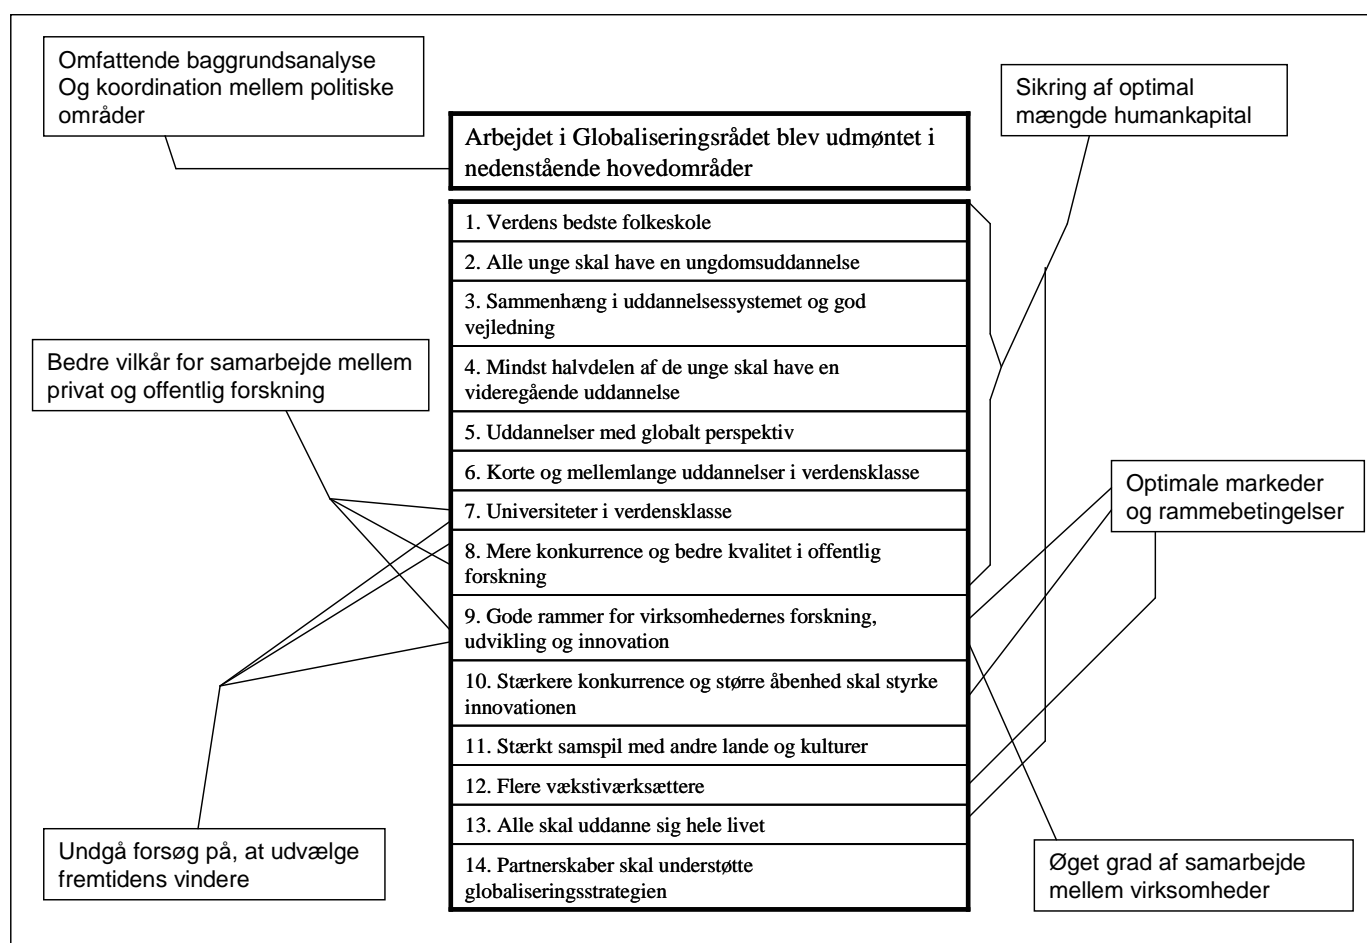 Omfattende baggrundsanalyse
Og koordination mellem politiske
områder
Sikring af optimal
mængde humankapital
Arbejdet i Globaliseringsrådet blev udmøntet i
nedenstående hovedområder
1. Verdens bedste folkeskole
2. Alle unge skal have en ungdomsuddannelse
3. Sammenhæng i uddannelsessystemet og god
vejledning
Bedre vilkår for samarbejde mellem
privat og offentlig forskning
4. Mindst halvdelen af de unge skal have en
videregående uddannelse
5. Uddannelser med globalt perspektiv
6. Korte og mellemlange uddannelser i verdensklasse
Optimale markeder
og rammebetingelser
7. Universiteter i verdensklasse
8. Mere konkurrence og bedre kvalitet i offentlig
forskning
9. Gode rammer for virksomhedernes forskning,
udvikling og innovation
10. Stærkere konkurrence og større åbenhed skal styrke
innovationen
11. Stærkt samspil med andre lande og kulturer
12. Flere vækstiværksættere
13. Alle skal uddanne sig hele livet
14. Partnerskaber skal understøtte
globaliseringsstrategien
Undgå forsøg på, at udvælge
fremtidens vindere
Øget grad af samarbejde
mellem virksomheder